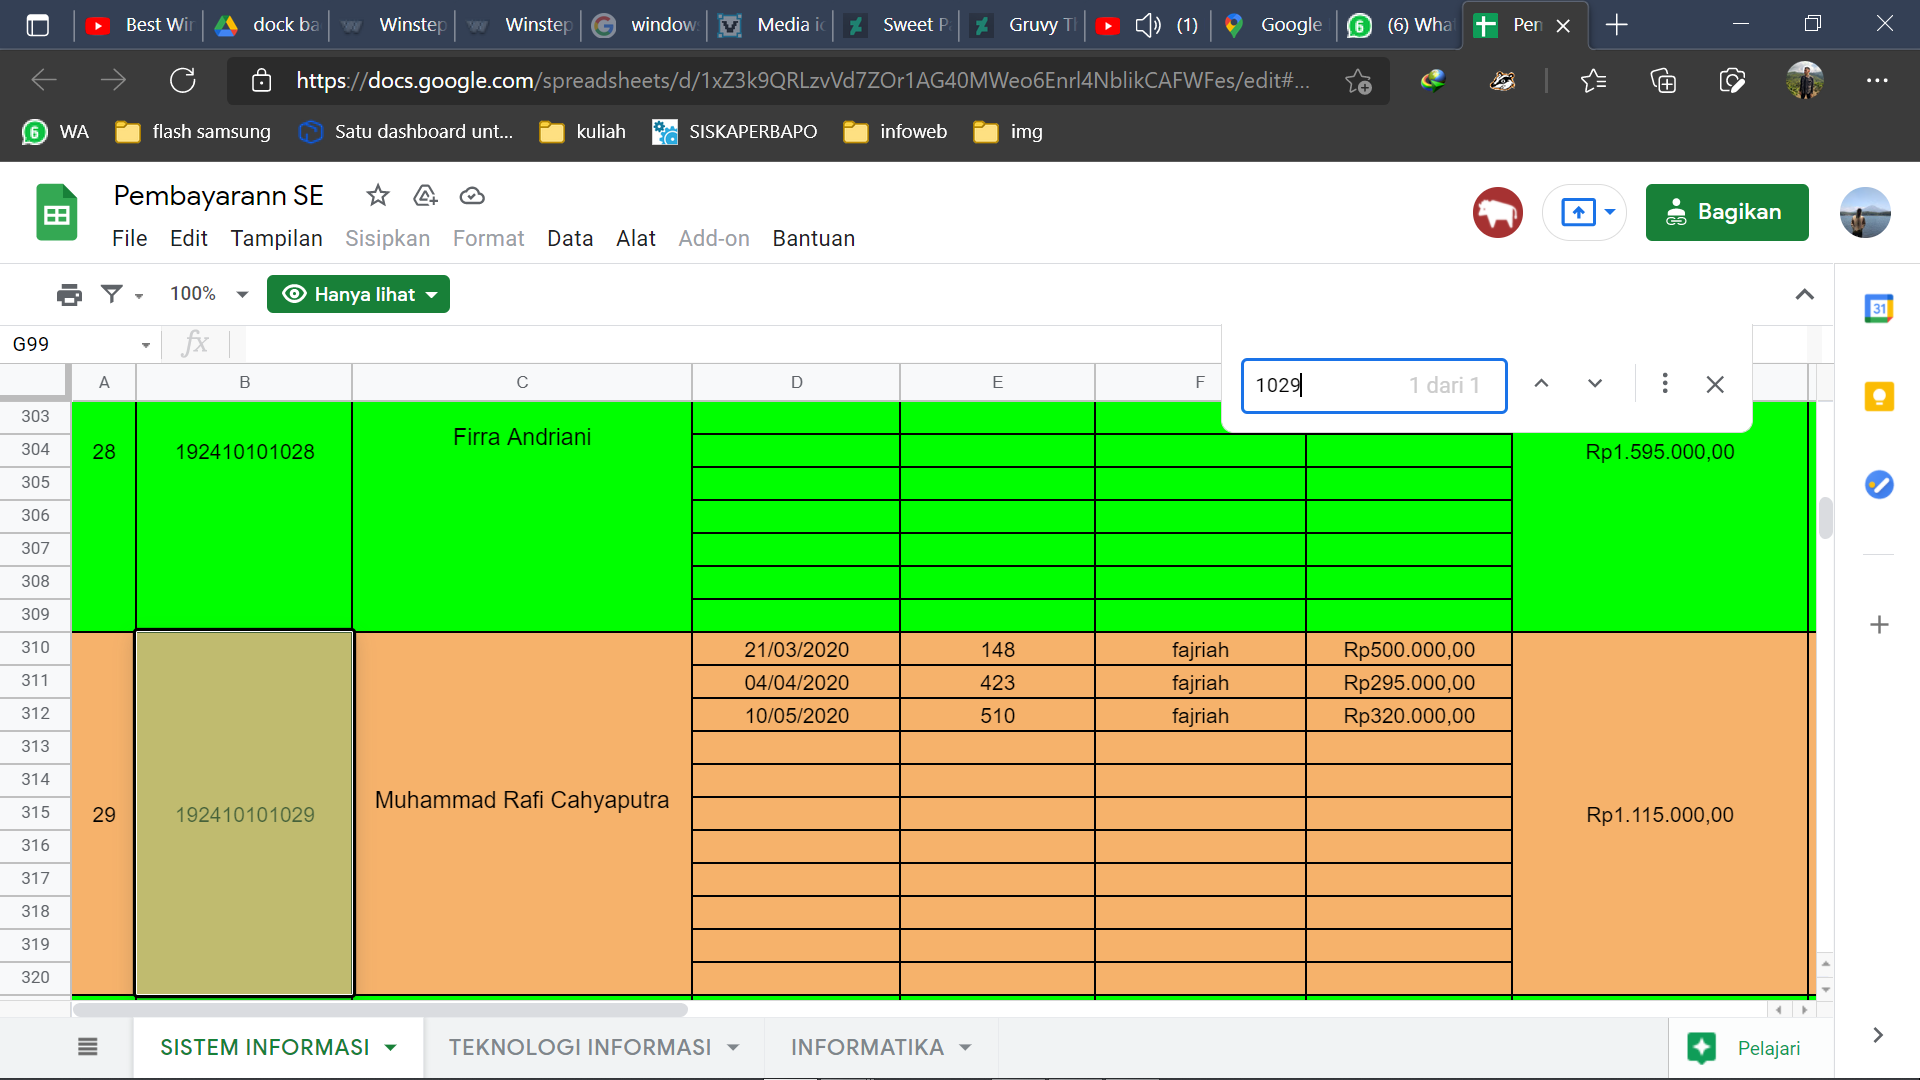 Best Win dock ba Winstep Winstep window Media ic Sweet P Gruvy T (1) Google (6) Wha Pen
https://docs.google.com/spreadsheets/d/1xZ3k9QRLzvVd7ZOr1AG40MWeo6Enrl4NblikCAFWFes/edit#...
6 WA flash samsung Satu dashboard unt... kuliah SISKAPERBAPO infoweb img
Pembayarann SE
File Edit Tampilan Sisipkan Format Data Alat Add-on Bantuan
Bagikan
100% Hanya lihat
31
G99 fx
1029 1 dari 1
A B C D E F
303
304 28 192410101028 Firra Andriani Rp1.595.000,00
305
306
307
308
309
310 21/03/2020 148 fajriah Rp500.000,00
311 04/04/2020 423 fajriah Rp295.000,00
312 10/05/2020 510 fajriah Rp320.000,00
313
314
315 29 192410101029 Muhammad Rafi Cahyaputra Rp1.115.000,00
316
317
318
319
320
SISTEM INFORMASI TEKNOLOGI INFORMASI INFORMATIKA Pelajari